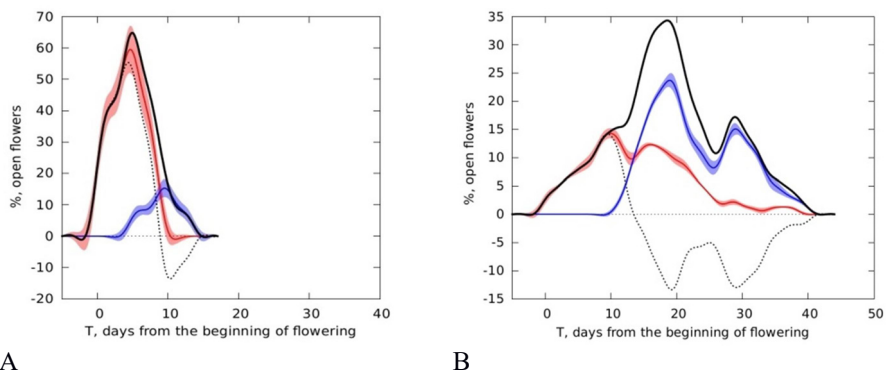 70
60
50
40
30
20
10
0
-10
-20
%, open flowers
0 10 20 30 40
T, days from the beginning of flowering
A
35
30
25
20
15
10
5
0
-5
-10
-15
%, open flowers
0 10 20 30 40 50
T, days from the beginning of flowering
B